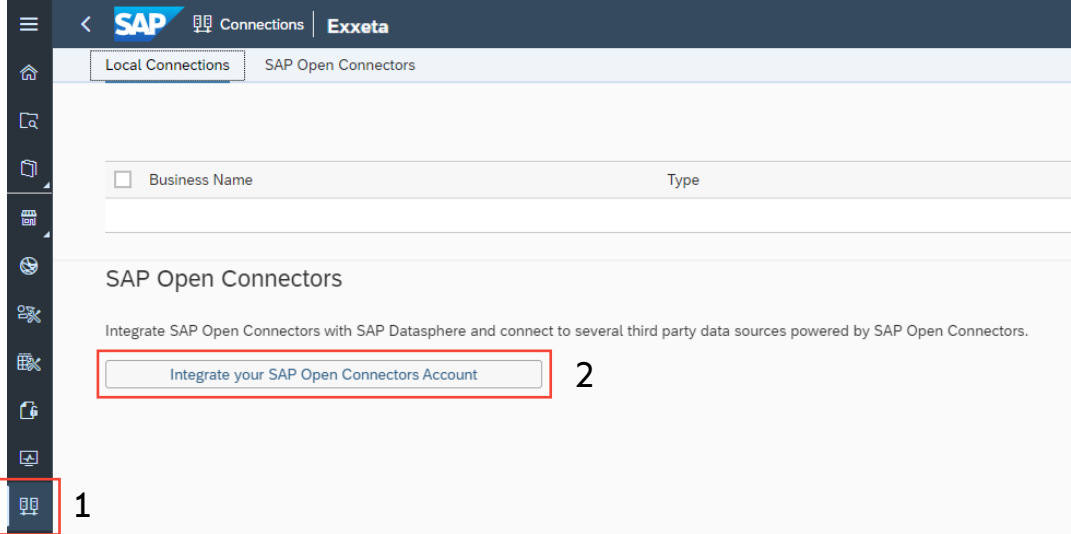 SAP Connections Exxeta
Local Connections SAP Open Connectors
Business Name Type
SAP Open Connectors
Integrate SAP Open Connectors with SAP Datasphere and connect to several third party data sources powered by SAP Open Connectors.
Integrate your SAP Open Connectors Account 2
1